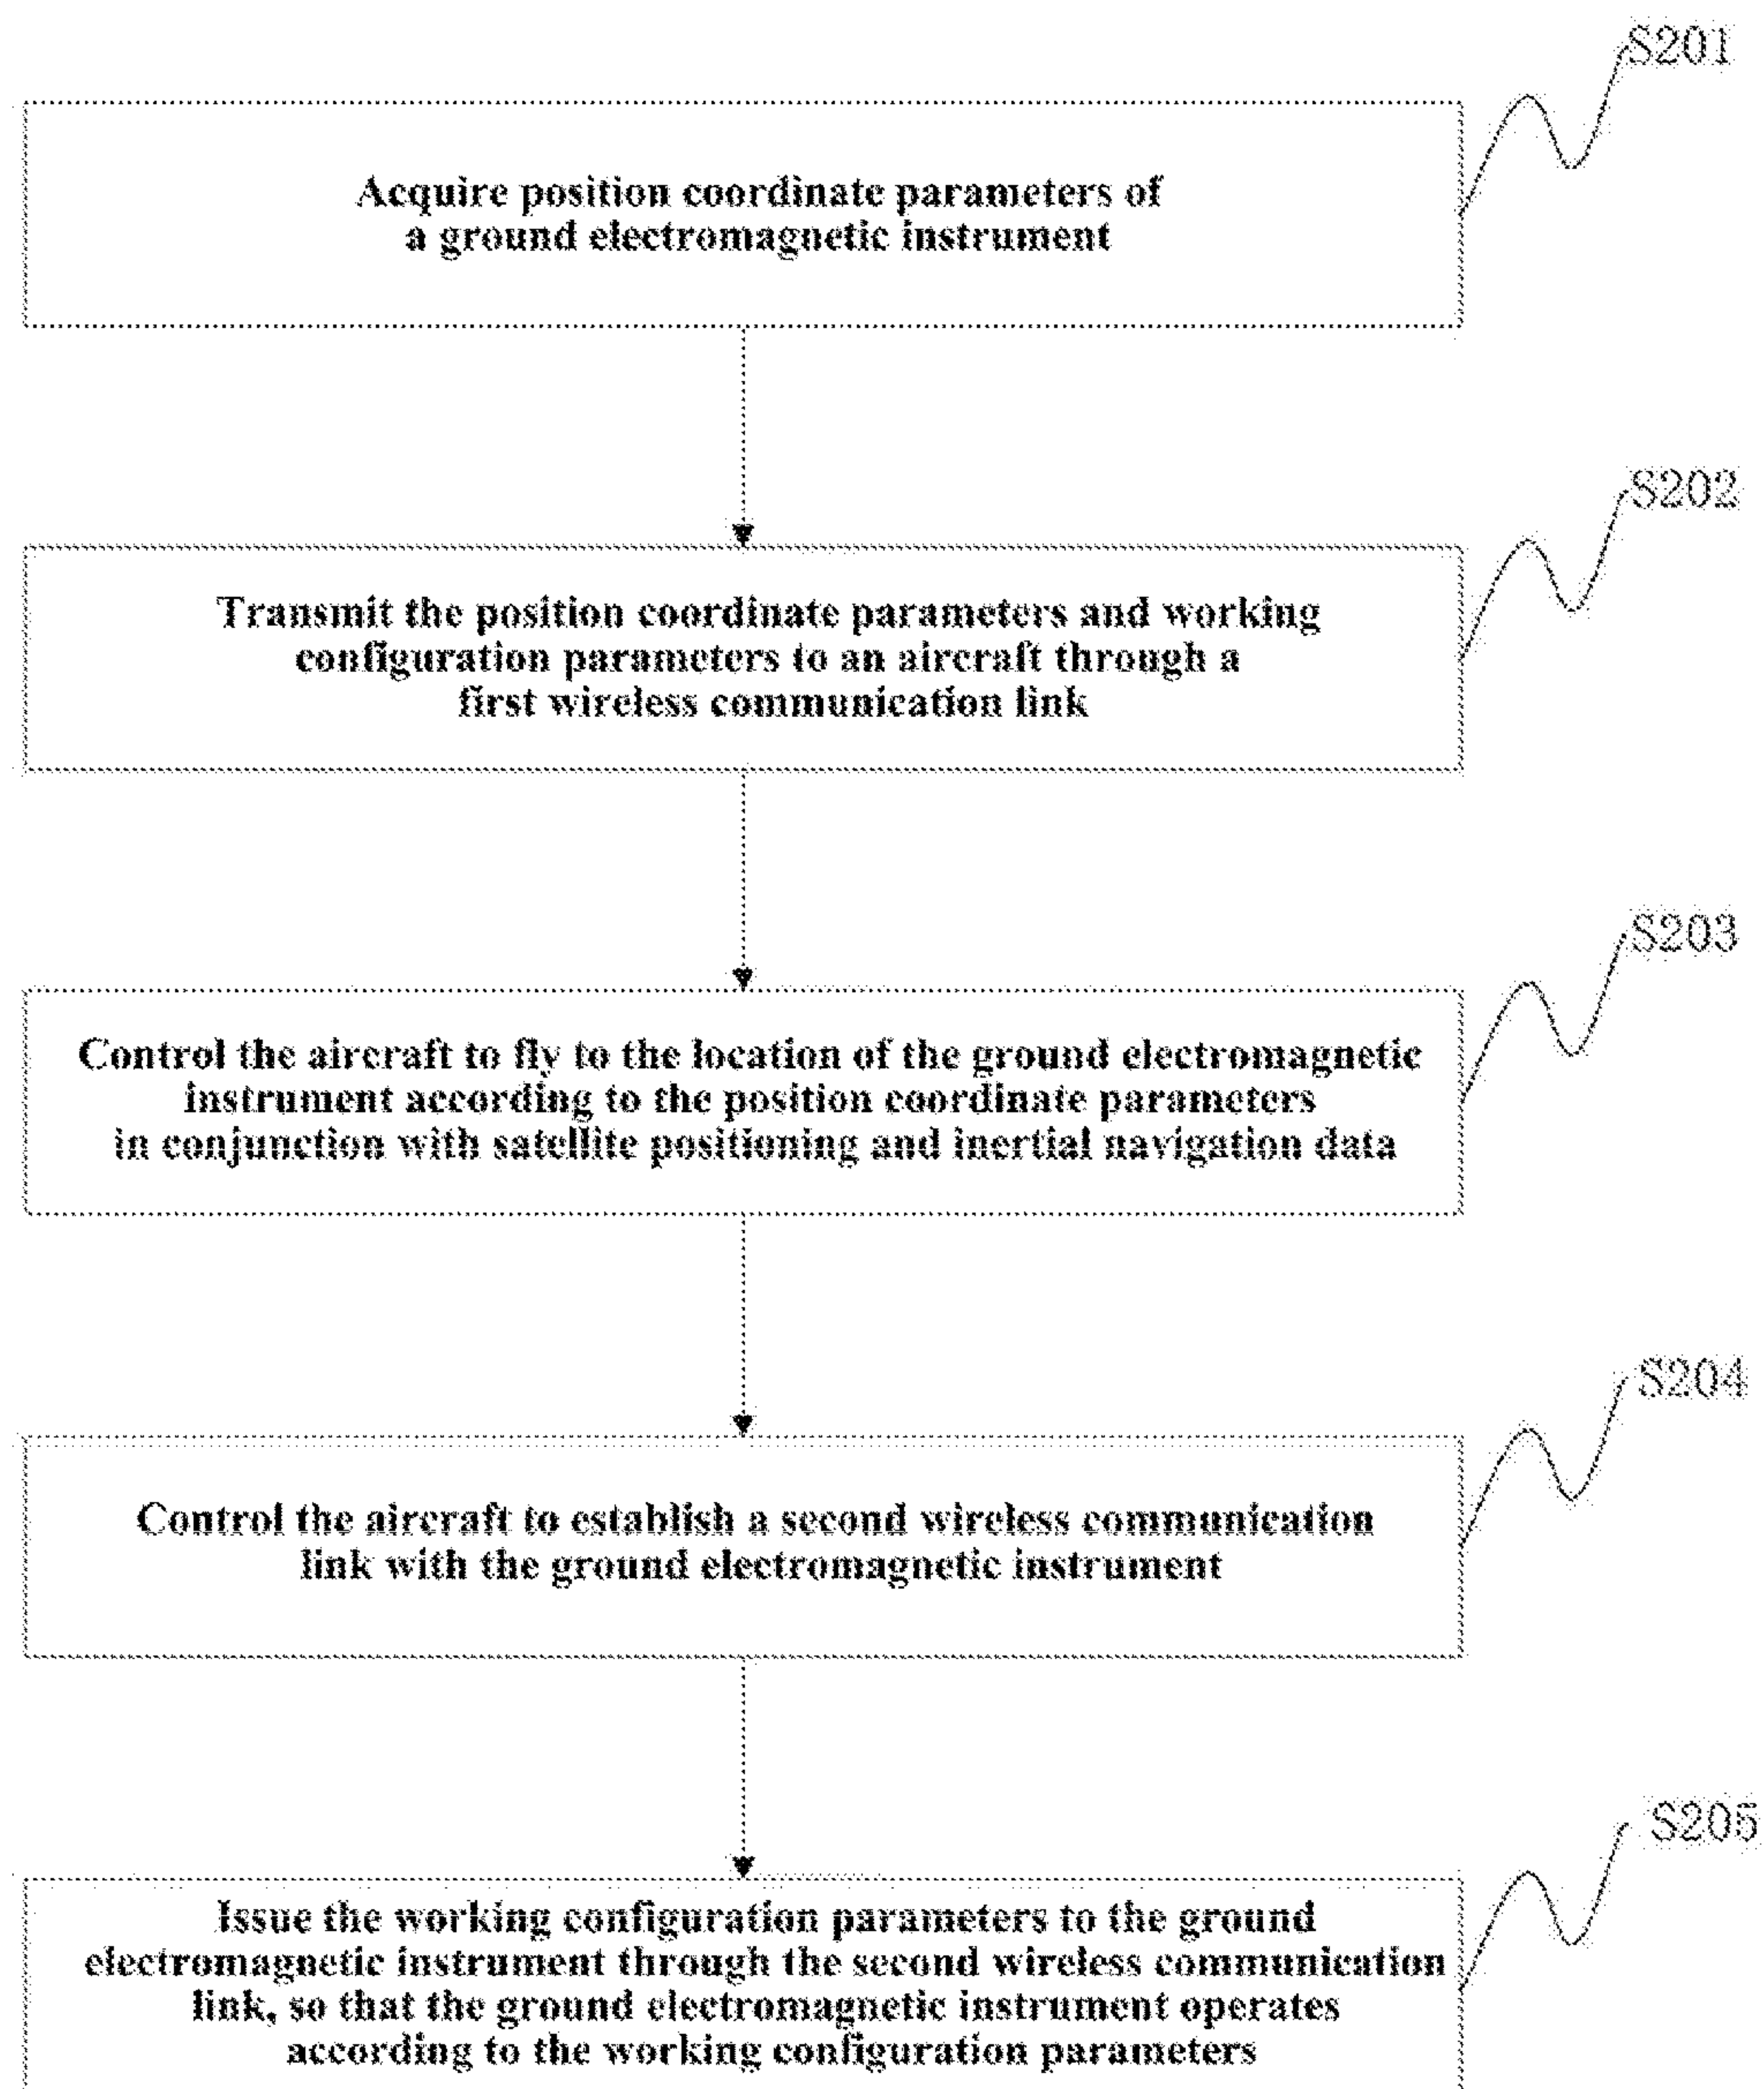 S201
Acquire position coordinate parameters of
a ground electromagnetic instrument
S202
Transmit the position coordinate parameters and working
configuration parameters to an aircraft through a
first wireless communication link
S203
Control the aircraft to fly to the location of the ground electromagnetic
instrument according to the position coordinate parameters
in conjunction with satellite positioning and inertial navigation data
S204
Control the aircraft to establish a second wireless communication
link with the ground electromagnetic instrument
S205
Issue the working configuration parameters to the ground
electromagnetic instrument through the second wireless communication
link, so that the ground electromagnetic instrument operates
according to the working configuration parameters